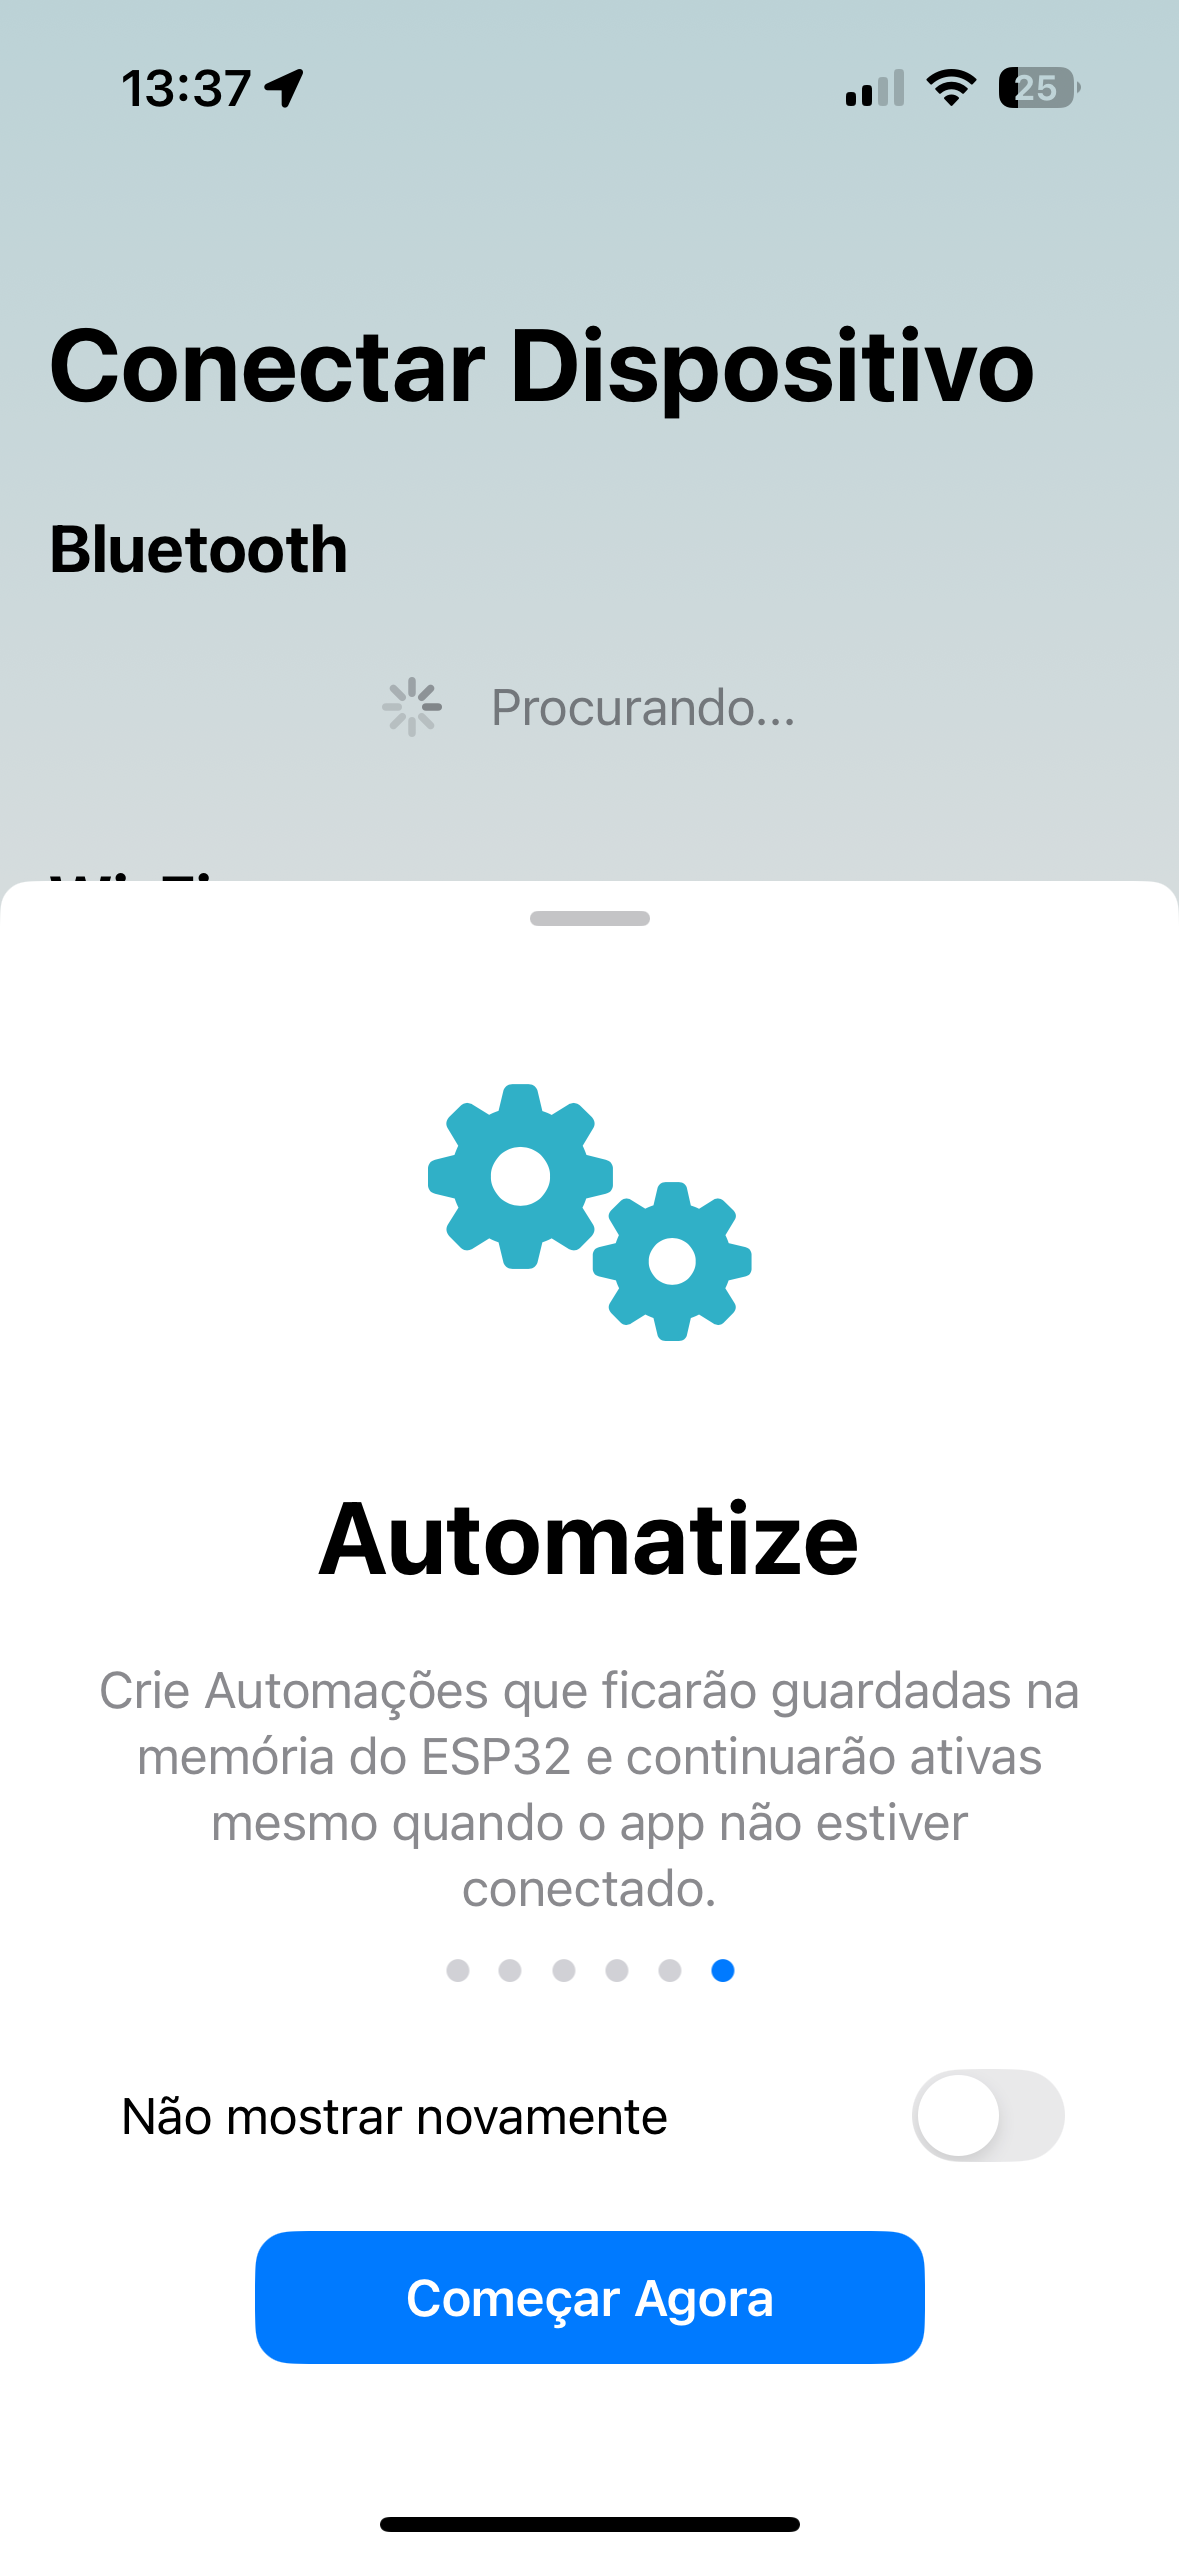 13:37
25
Conectar Dispositivo
Bluetooth
Procurando...
Automatize
Crie Automações que ficarão guardadas na
memória do ESP32 e continuarão ativas
mesmo quando o app não estiver
conectado.
Não mostrar novamente
Começar Agora